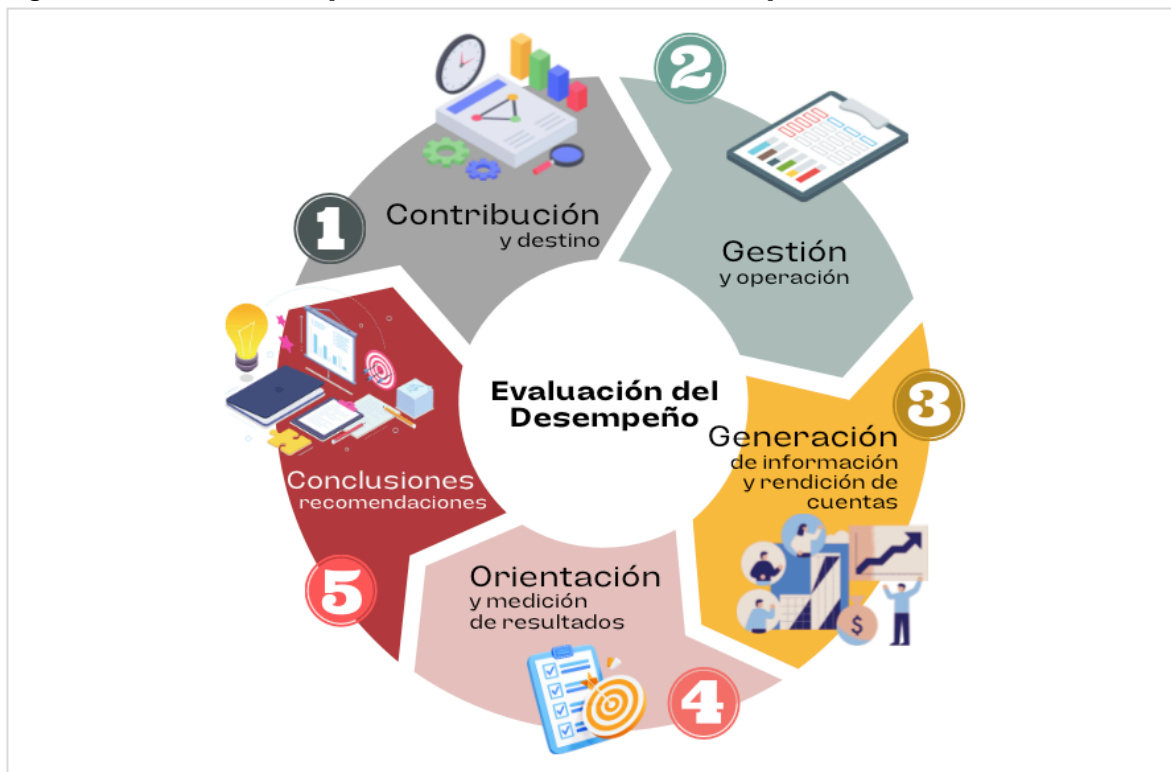 1
Contribución
y destino
2
Gestión
y operación
3
Generación
de información
y rendición de
cuentas
Evaluación del
Desempeño
4
Orientación
y medición
de resultados
5
Conclusiones
recomendaciones
$